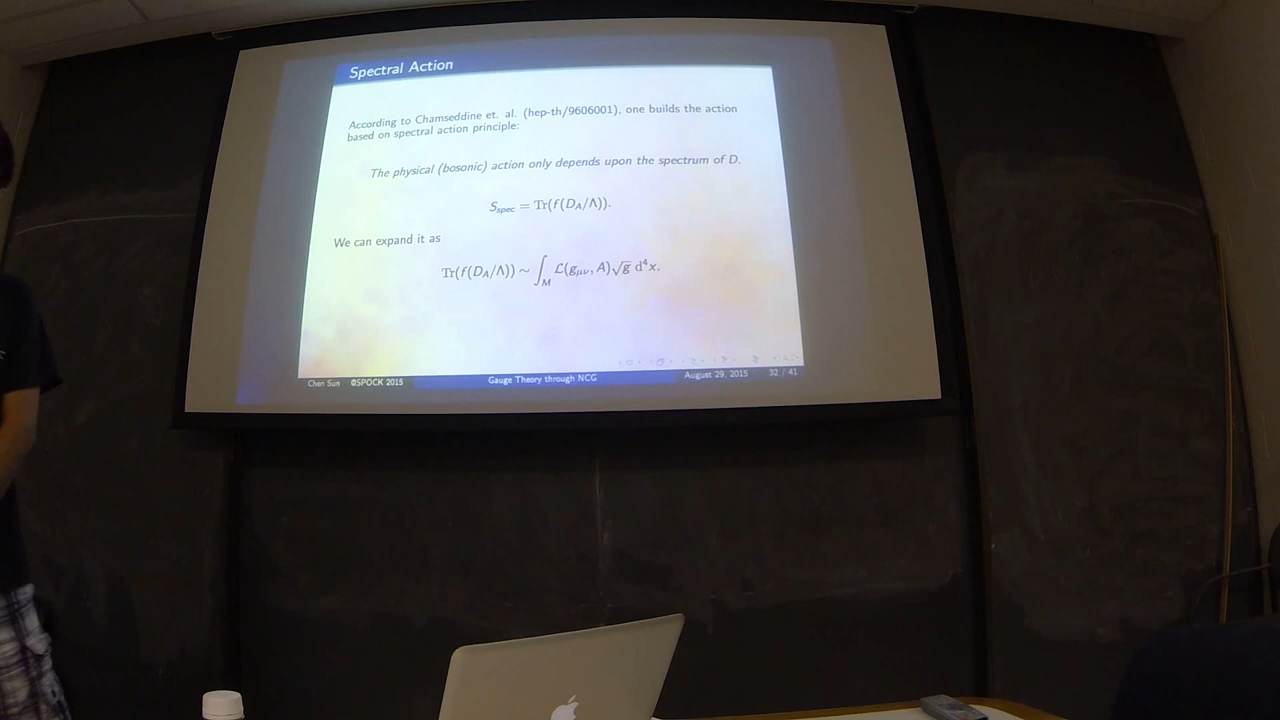 Spectral Action
According to Chamseddine et. al. (hep-th/9606001), one builds the action
based on spectral action principle:
The physical (bosonic) action only depends upon the spectrum of D.
S_spec = Tr(f(D_A/Λ)).
We can expand it as
Tr(f(D_A/Λ)) ~ ∫_M ℒ(g_μν, A)√g d⁴x.
Chen Sun @SPOCK 2015 Gauge Theory through NCG August 29, 2015 32 / 41